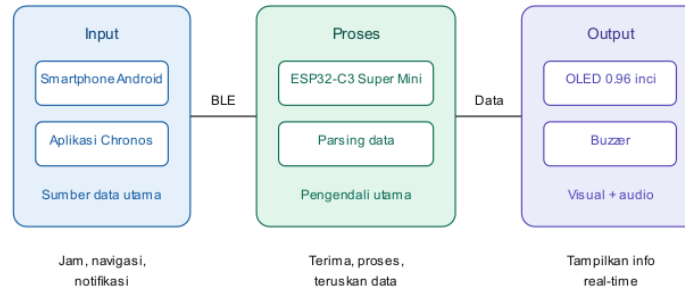 Input
Smartphone Android
Aplikasi Chronos
Sumber data utama
Jam, navigasi,
notifikasi
BLE
Proses
ESP32-C3 Super Mini
Parsing data
Pengendali utama
Terima, proses,
teruskan data
Data
Output
OLED 0.96 inci
Buzzer
Visual + audio
Tampilkan info
real-time